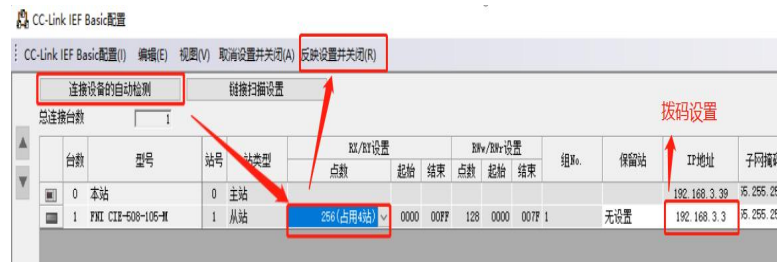 CC-Link IEF Basic配置
CC-Link IEF Basic配置(I) 编辑(E) 视图(V) 取消设置并关闭(A) 反映设置并关闭(R)
连接设备的自动检测 链接扫描设置
总连接台数 1
拨码设置
台数 型号 站号 站类型 RX/RY设置 RWw/RWr设置 组No. 保留站 IP地址 子网掩码
点数 起始 结束 点数 起始 结束
0 本站 0 主站 192.168.3.39 255.25
1 FNI CIE-508-105-M 1 从站 256(占用4站) 0000 00FF 128 0000 007F 1 无设置 192.168.3.3 255.25